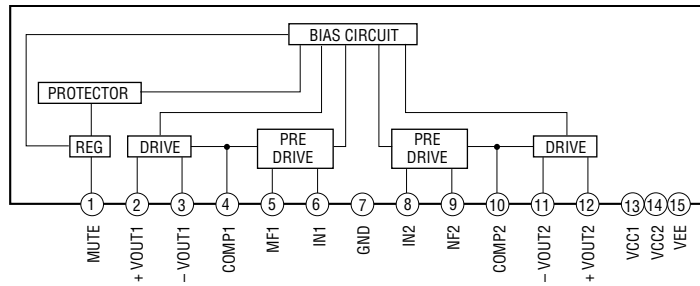 BIAS CIRCUIT
PROTECTOR
REG
DRIVE
PRE
DRIVE
PRE
DRIVE
DRIVE
1
2
3
4
5
6
7
8
9
10
11
12
13
14
15
MUTE
+ VOUT1
– VOUT1
COMP1
MF1
IN1
GND
IN2
NF2
COMP2
– VOUT2
+ VOUT2
VCC1
VCC2
VEE